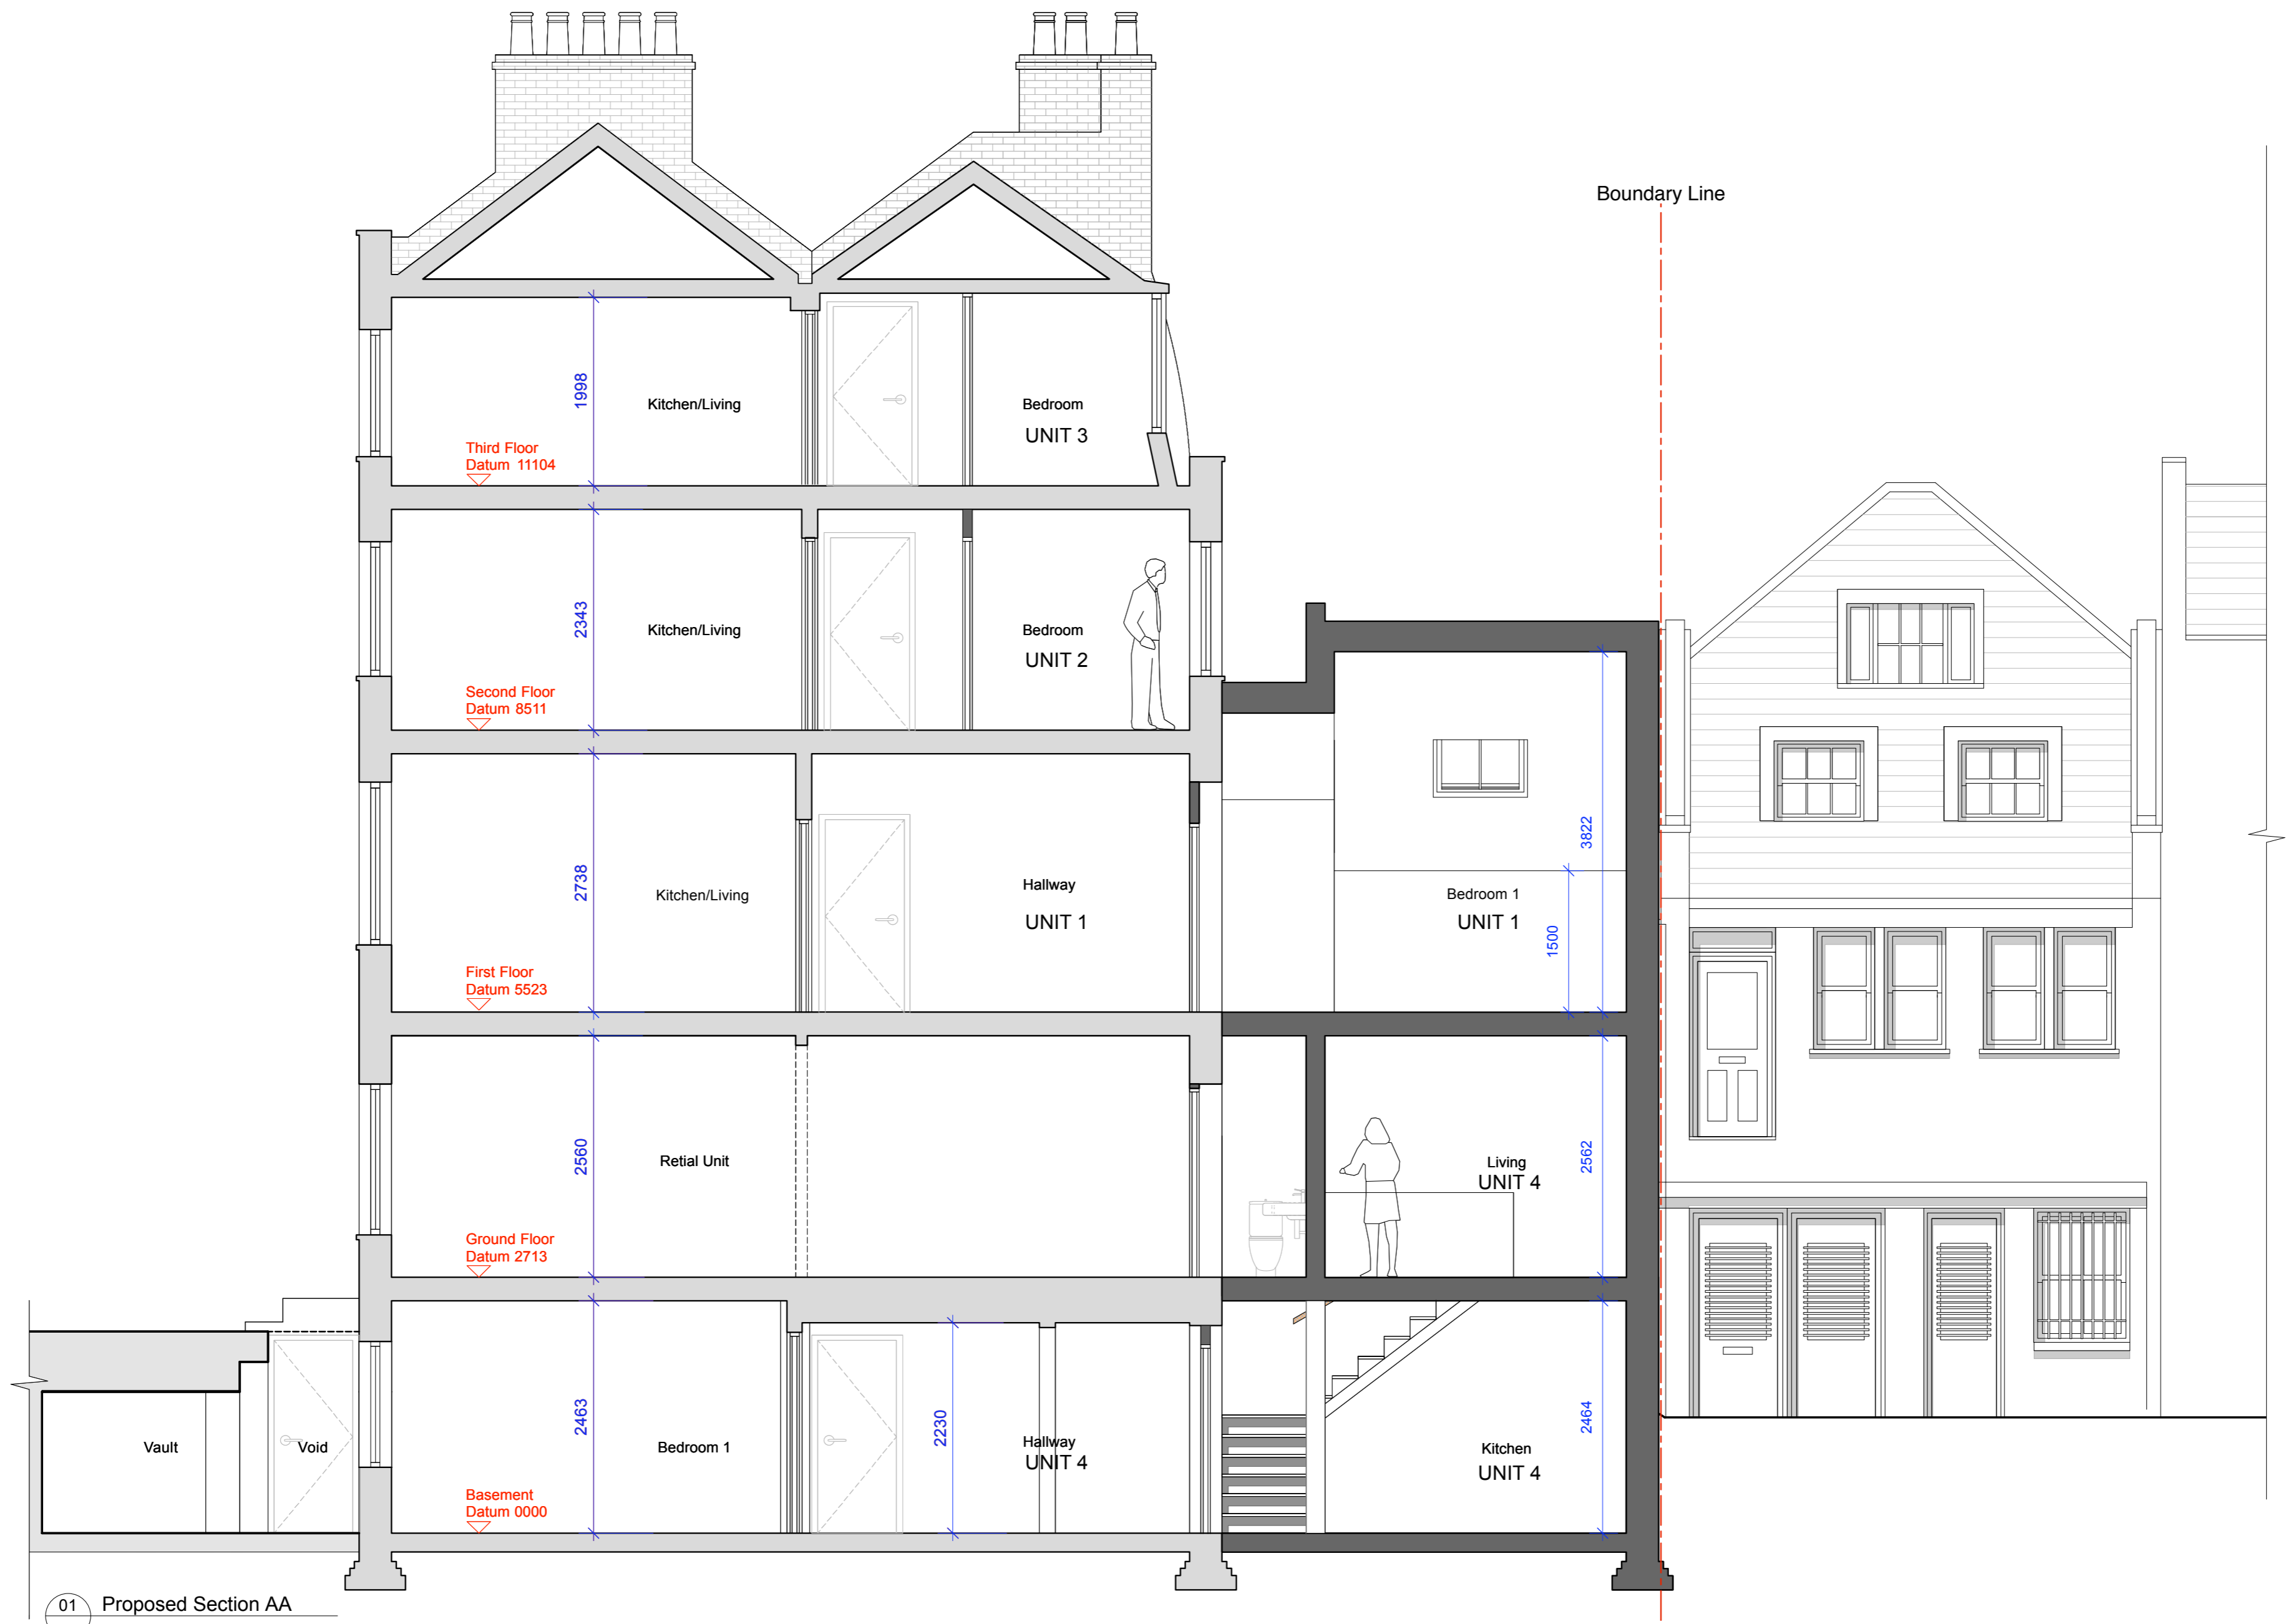 Boundary Line
1998
Kitchen/Living
Bedroom
UNIT 3
Third Floor
Datum 11104
2343
Kitchen/Living
Bedroom
UNIT 2
Second Floor
Datum 8511
2738
Kitchen/Living
Hallway
UNIT 1
3822
1500
Bedroom 1
UNIT 1
First Floor
Datum 5523
2560
Retial Unit
2562
Living
UNIT 4
Ground Floor
Datum 2713
Vault
Void
2463
Bedroom 1
2230
Hallway
UNIT 4
2464
Kitchen
UNIT 4
Basement
Datum 0000
01 Proposed Section AA